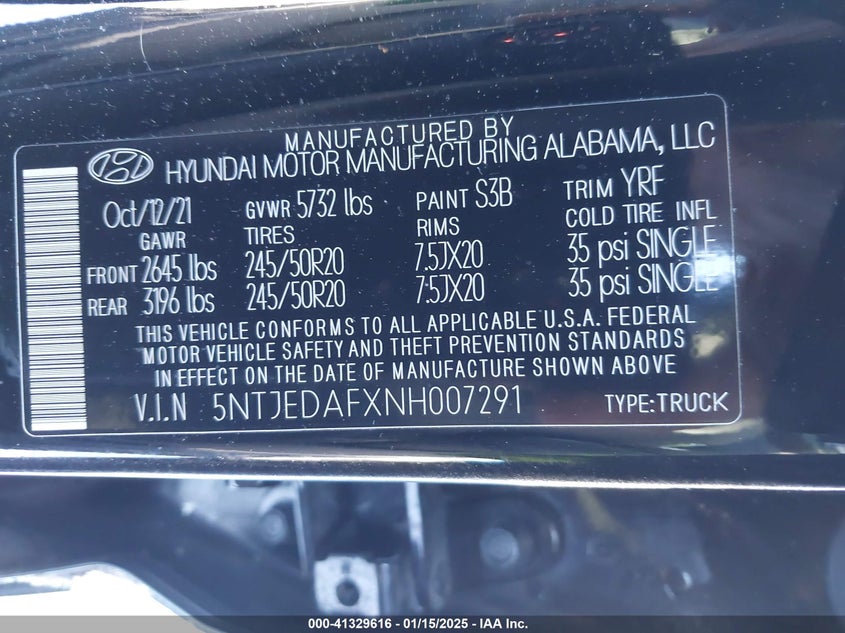 MANUFACTURED BY
HYUNDAI MOTOR MANUFACTURING ALABAMA, LLC
Oct/12/21 GVWR 5732 lbs PAINT S3B TRIM YRF
GAWR TIRES RIMS COLD TIRE INFL
FRONT 2645 lbs 245/50R20 7.5JX20 35 psi SINGLE
REAR 3196 lbs 245/50R20 7.5JX20 35 psi SINGLE
THIS VEHICLE CONFORMS TO ALL APPLICABLE U.S.A. FEDERAL
MOTOR VEHICLE SAFETY AND THEFT PREVENTION STANDARDS
IN EFFECT ON THE DATE OF MANUFACTURE SHOWN ABOVE
V.I.N 5NTJEDAFXNH007291 TYPE:TRUCK
000-41329616 - 01/15/2025 - IAA Inc.